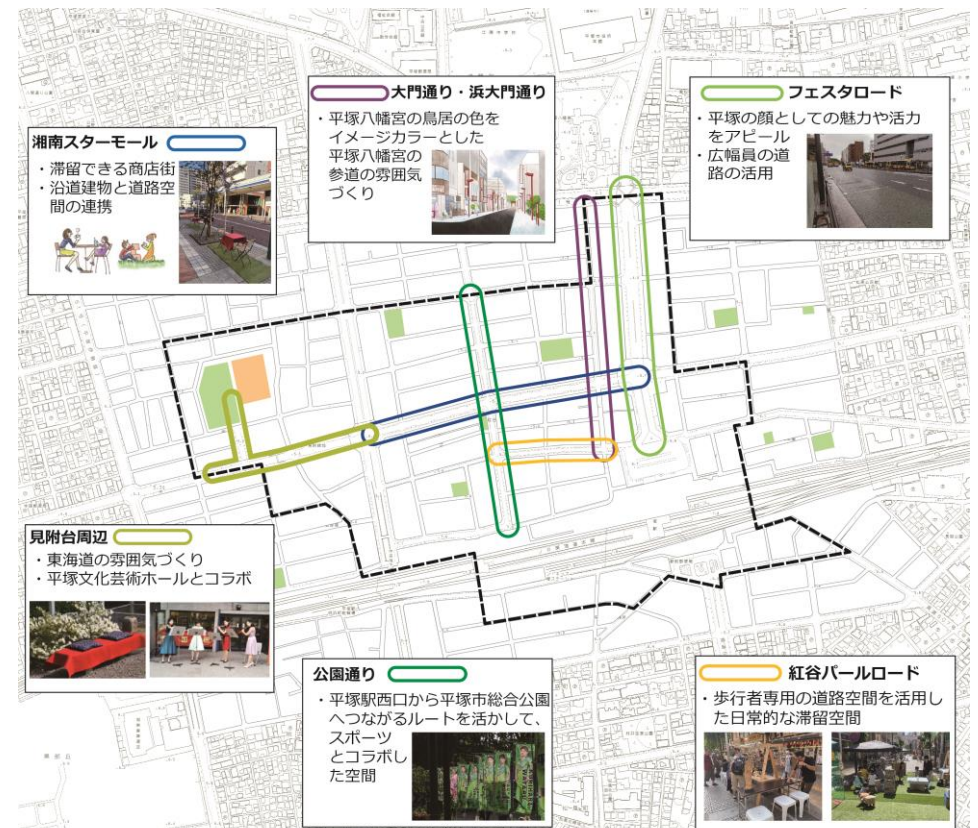 大門通り・浜大門通り
・平塚八幡宮の鳥居の色を
イメージカラーとした
平塚八幡宮の
参道の雰囲気
づくり
フェスタロード
・平塚の顔としての魅力や活力
をアピール
・広幅員の道
路の活用
湘南スターモール
・滞留できる商店街
・沿道建物と道路空
間の連携
見附台周辺
・東海道の雰囲気づくり
・平塚文化芸術ホールとコラボ
公園通り
・平塚駅西口から平塚市総合公園
へつながるルートを活かして、
スポーツ
とコラボし
た空間
紅谷パールロード
・歩行者専用の道路空間を活用し
た日常的な滞留空間